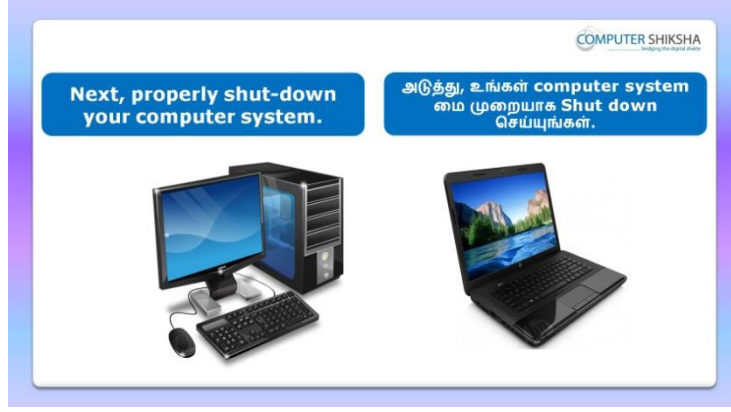 COMPUTER SHIKSHA
bridging the digital divide
Next, properly shut-down
your computer system.
அடுத்து, உங்கள் computer system
மை முறையாக Shut down
செய்யுங்கள்.